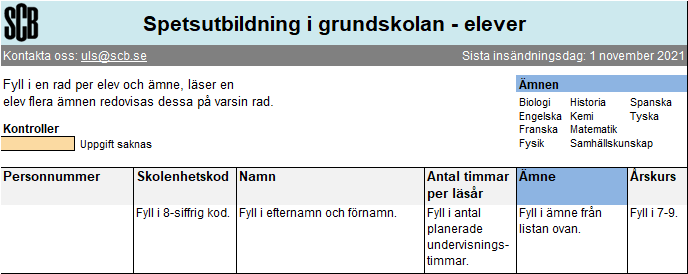 SCB
Spetsutbildning i grundskolan - elever
Kontakta oss: uls@scb.se Sista insändningsdag: 1 november 2021
Fyll i en rad per elev och ämne, läser en
elev flera ämnen redovisas dessa på varsin rad.
Kontroller
Uppgift saknas
Ämnen
Biologi Historia Spanska
Engelska Kemi Tyska
Franska Matematik
Fysik Samhällskunskap
Personnummer Skolenhetskod Namn Antal timmar Ämne Årskurs
per läsår
Fyll i 8-siffrig kod. Fyll i efternamn och förnamn. Fyll i antal Fyll i ämne från Fyll i 7-9.
planerade listan ovan.
undervisnings-
timmar.